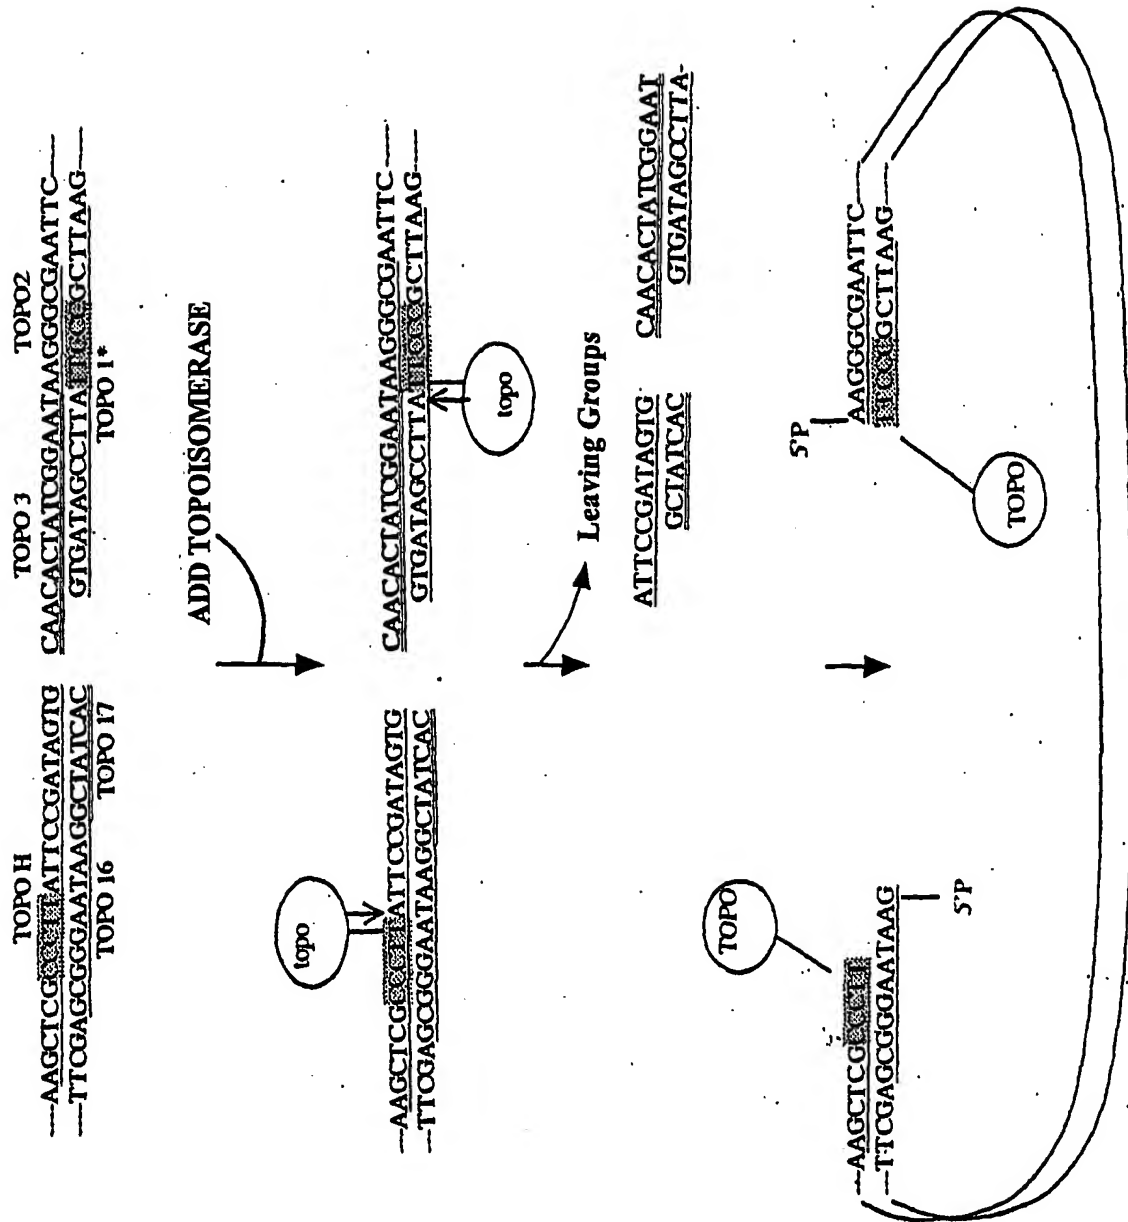 TOPO H TOPO 3 TOPO2
---AAGCTCGCCCTTATTCCGATAGTG CAACACTATCGGAATAAGGGCGAATTC----
---TTCGAGCGGGAATAAGGCTATCAC GTGATAGCCTTATTCCCGCTTAAG----
TOPO 16 TOPO 17 TOPO 1*
ADD TOPOISOMERASE
topo
---AAGCTCGCCCTTATTCCGATAGTG CAACACTATCGGAATAAGGGCGAATTC----
---TTCGAGCGGGAATAAGGCTATCAC GTGATAGCCTTATTCCCGCTTAAG----
topo
Leaving Groups
ATTCCGATAGTG CAACACTATCGGAAT
GCTATCAC GTGATAGCCTTA-
TOPO 5'P
---AAGCTCGCCCTT AAGGGCGAATTC----
---TTCGAGCGGGAATAAG TTCCCGCTTAAG----
5'P TOPO